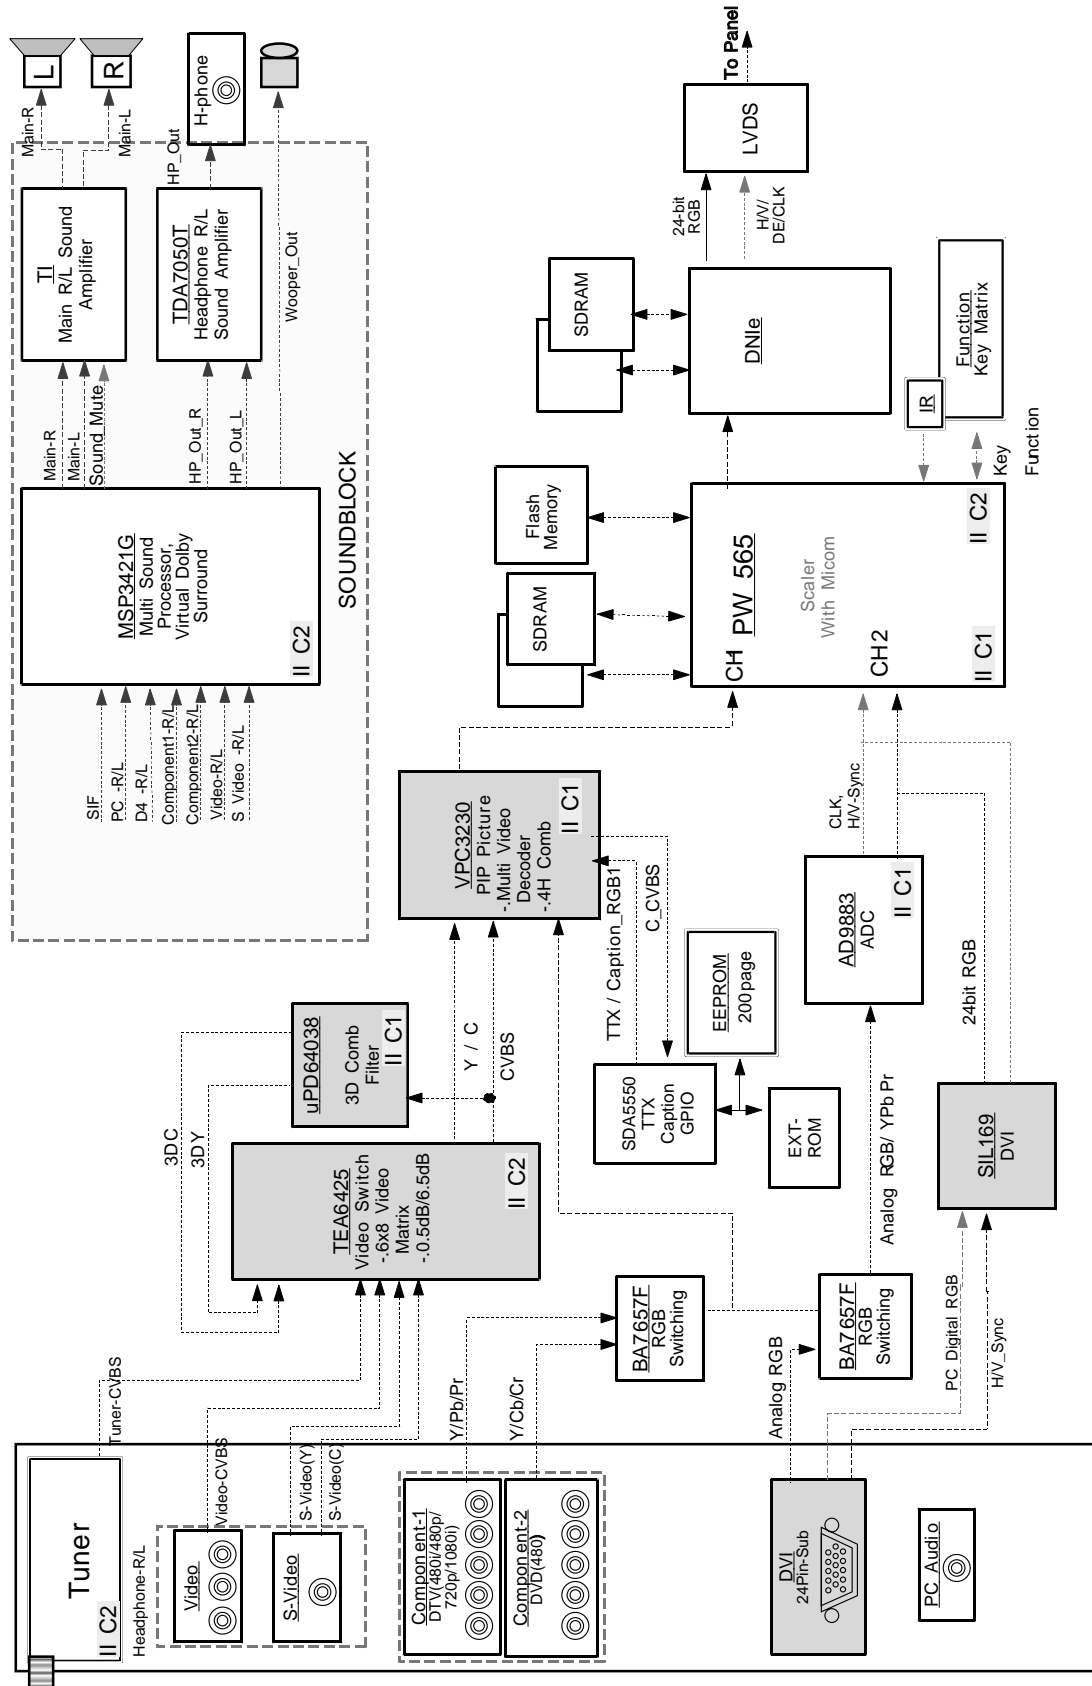 Tuner
II C2
Headphone-R/L
Tuner-CVBS
Video
Video-CVBS
S-Video
S-Video(Y)
S-Video(C)
Component-1
DTV(480i/480p/
720p/1080i)
Component-2
DVD(480)
Y/Pb/Pr
Y/Cb/Cr
DVI
24Pin-Sub
PC Audio
Analog RGB
PC Digital RGB
H/V_Sync
3DC
3DY
TEA6425
Video Switch
-.6x8 Video
Matrix
-.0.5dB/6.5dB
II C2
uPD64038
3D Comb
Filter
II C1
Y / C
CVBS
BA7657F
RGB
Switching
BA7657F
RGB
Switching
Analog RGB/ YPb Pr
SIL169
DVI
24bit RGB
SDA5550
TTX
Caption
GPIO
EEPROM
200page
EXT-
ROM
TTX / Caption_RGB1
C_CVBS
AD9883
ADC
II C1
CLK,
H/V-Sync
VPC3230
PIP Picture
-.Multi Video
Decoder
-.4H Comb
II C1
SIF
PC -R/L
D4 -R/L
Component1-R/L
Component2-R/L
Video-R/L
S Video -R/L
MSP3421G
Multi Sound
Processor,
Virtual Dolby
Surround
II C2
SOUNDBLOCK
Main-R
Main-L
Sound_Mute
HP_Out_R
HP_Out_L
Wooper_Out
TI
Main R/L Sound
Amplifier
TDA7050T
Headphone R/L
Sound Amplifier
Main-R
Main-L
HP_Out
L
R
H-phone
SDRAM
Flash
Memory
CH1
PW 565
Scaler
With Micom
CH2
II C1
II C2
Key
Function
IR
Function
Key Matrix
SDRAM
DNIe
24-bit
RGB
H/V/
DE/CLK
LVDS
To Panel